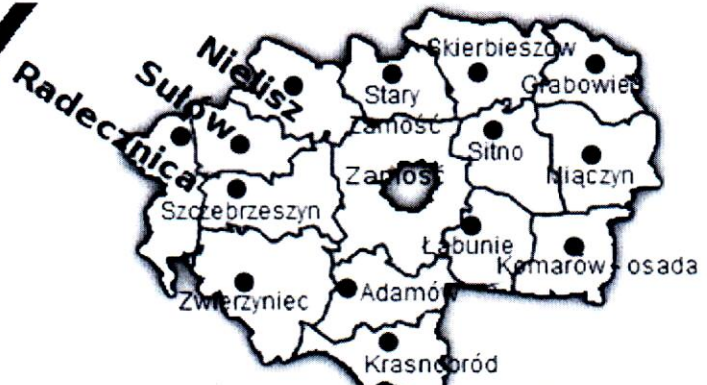 Skierbieszów
Nielisz
Grabowiec
Stary
Zamość
Sułów
Radecznica
Sitno
Zamość
Miączyn
Szczebrzeszyn
Łabunie
Komarów - osada
Zwierzyniec
Adamów
Krasnobród